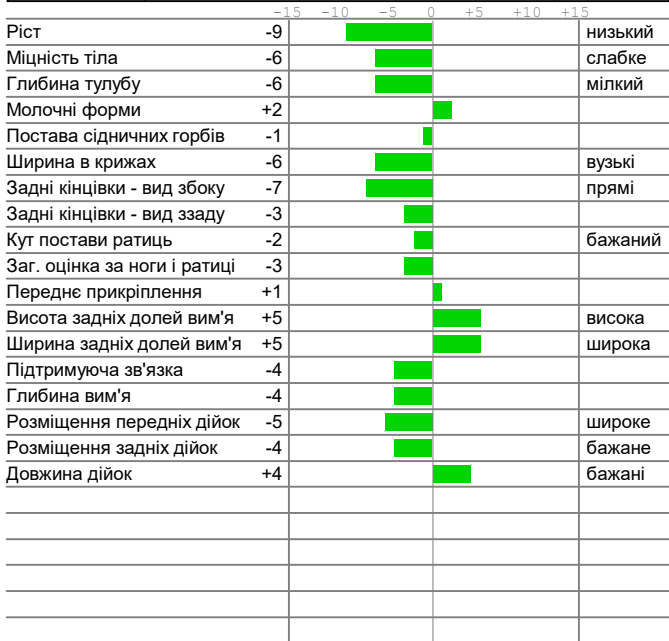 -15 -10 -5 0 +5 +10 +15
Ріст -9 низький
Міцність тіла -6 слабке
Глибина тулубу -6 мілкий
Молочні форми +2
Постава сідничних горбів -1
Ширина в крижах -6 вузькі
Задні кінцівки - вид збоку -7 прямі
Задні кінцівки - вид ззаду -3
Кут постави ратиць -2 бажаний
Заг. оцінка за ноги і ратиці -3
Переднє прикріплення +1
Висота задніх долей вим'я +5 висока
Ширина задніх долей вим'я +5 широка
Підтримуюча зв'язка -4
Глибина вим'я -4
Розміщення передніх дійок -5 широке
Розміщення задніх дійок -4 бажане
Довжина дійок +4 бажані